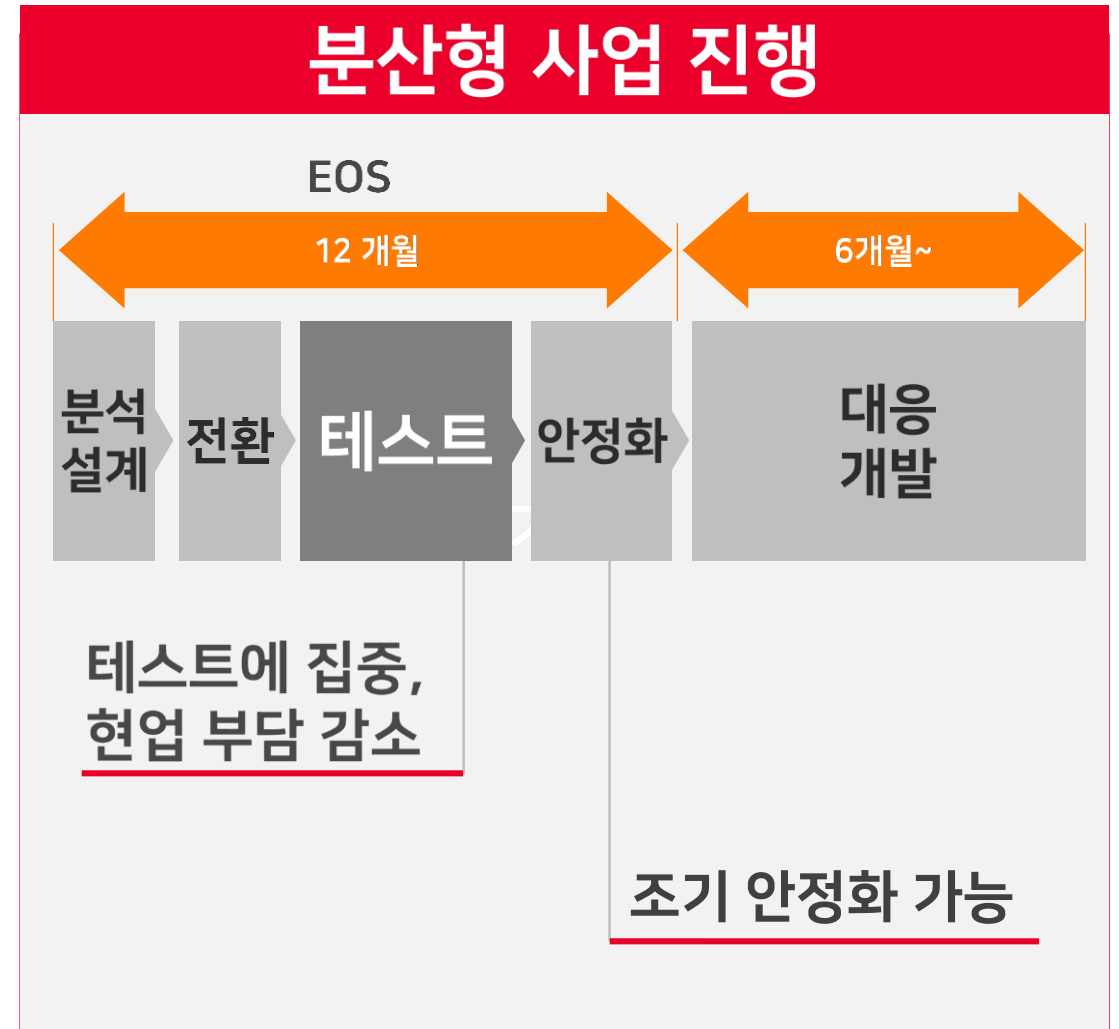 분산형 사업 진행
EOS
12 개월
6개월~
분석
설계
전환
테스트
안정화
대응
개발
테스트에 집중,
현업 부담 감소
조기 안정화 가능